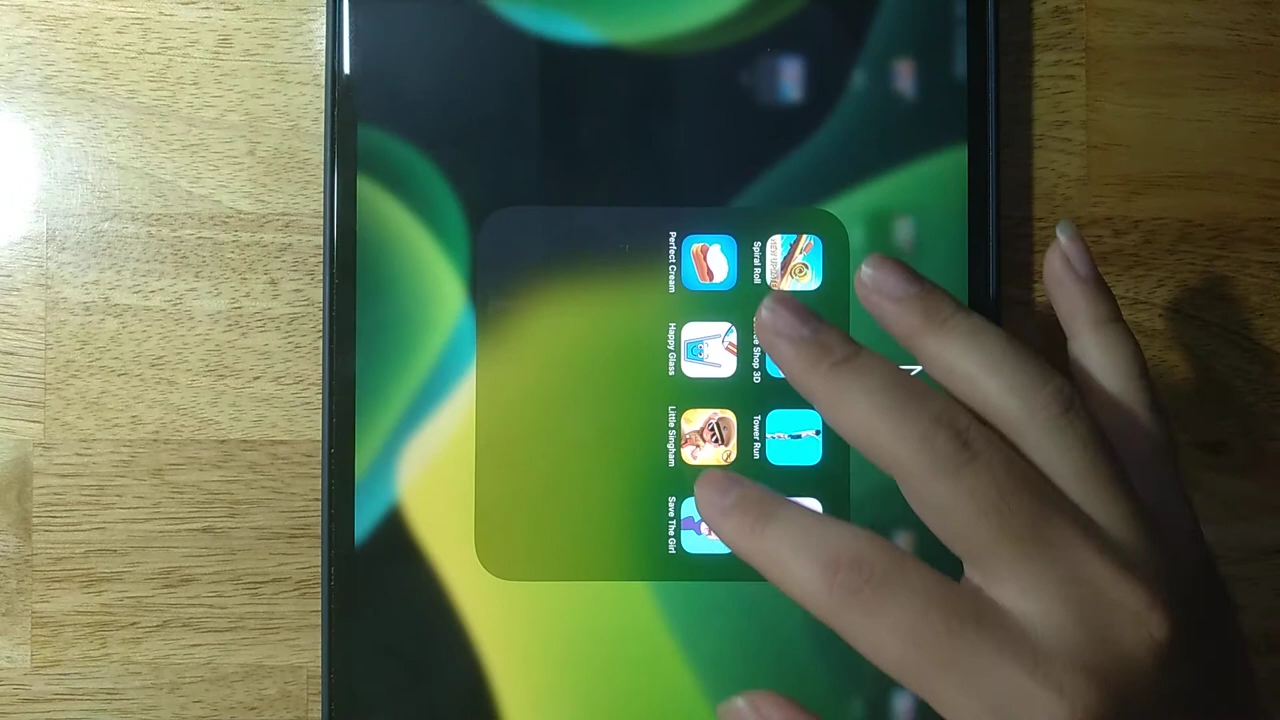 Spiral Roll
Shop 3D
Tower Run
Perfect Cream
Happy Glass
Little Singham
Save The Girl